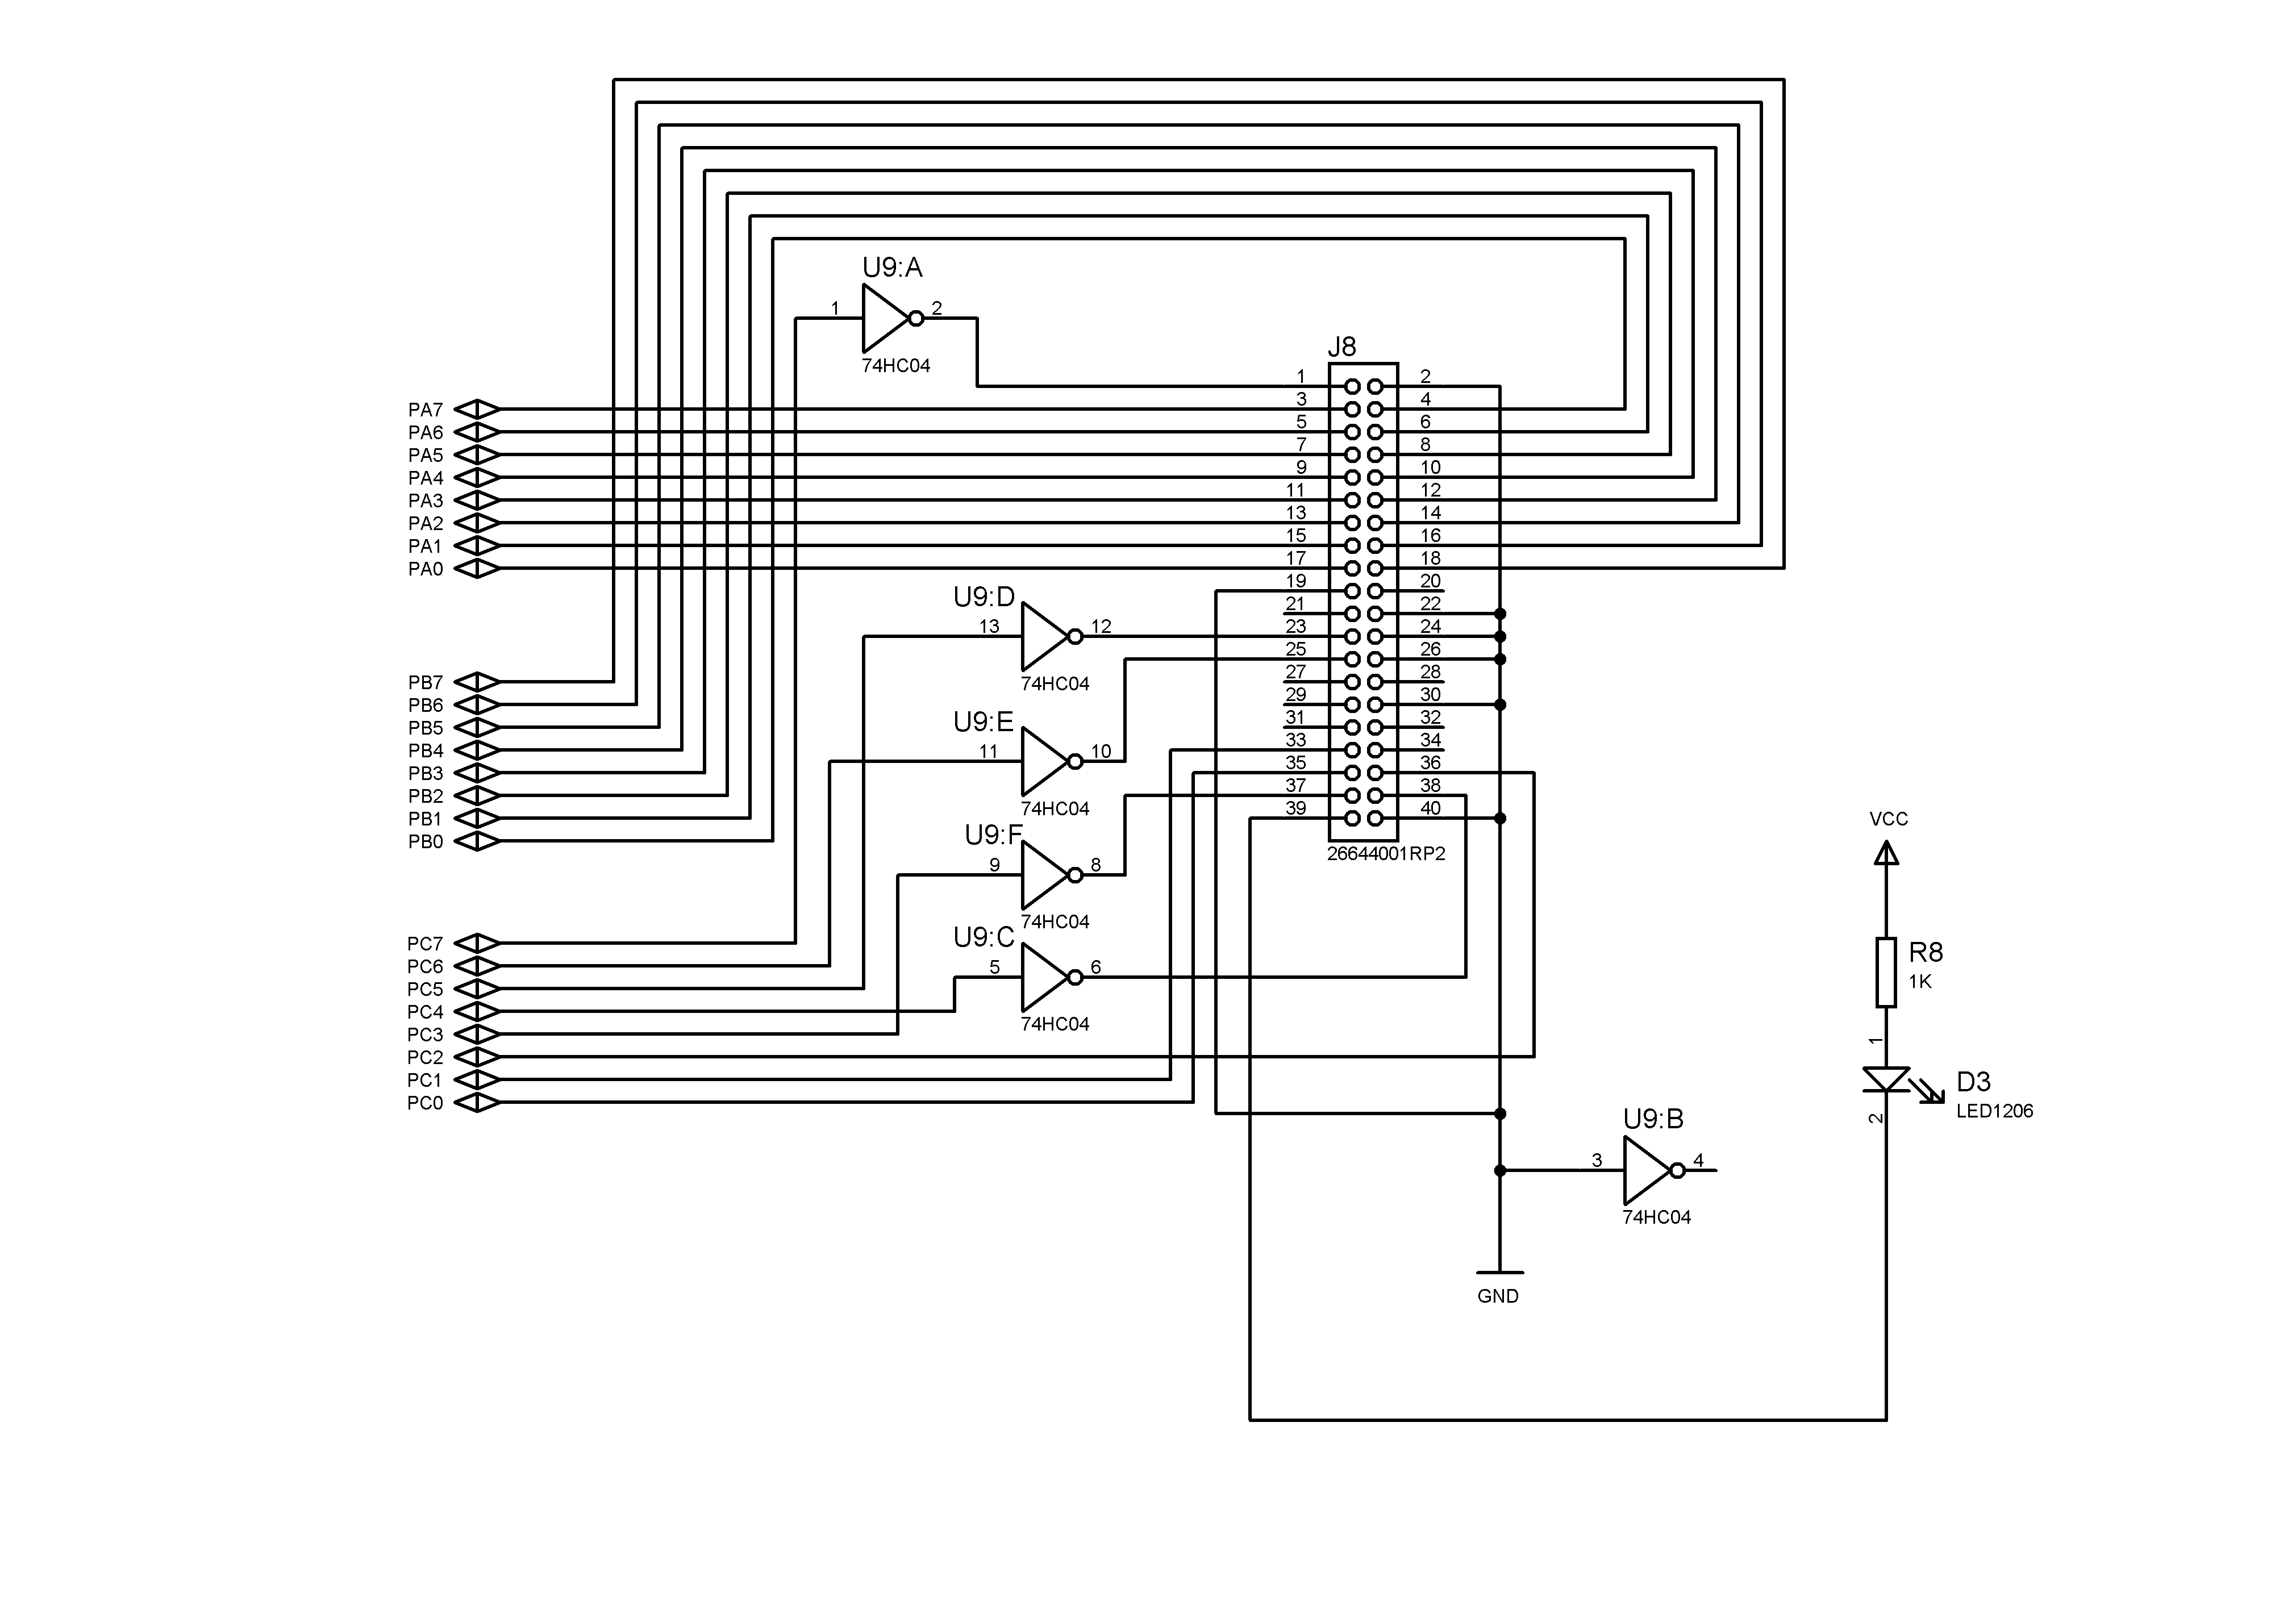 U9:A
1 2
74HC04
J8
1 2
PA7 3 4
PA6 5 6
PA5 7 8
PA4 9 10
PA3 11 12
PA2 13 14
PA1 15 16
PA0 17 18
19 20
U9:D
21 22
13 12 23 24
25 26
PB7 74HC04 27 28
PB6 29 30
PB5 U9:E 31 32
PB4 11 10 33 34
PB3 35 36
PB2 37 38
PB1 74HC04 39 40
VCC
PB0 U9:F
26644001RP2
9 8
74HC04
PC7 U9:C
R8
PC6 5 6
1K
PC5
PC4
74HC04
PC3
1
PC2
PC1
D3
PC0
LED1206
2
U9:B
3 4
74HC04
GND